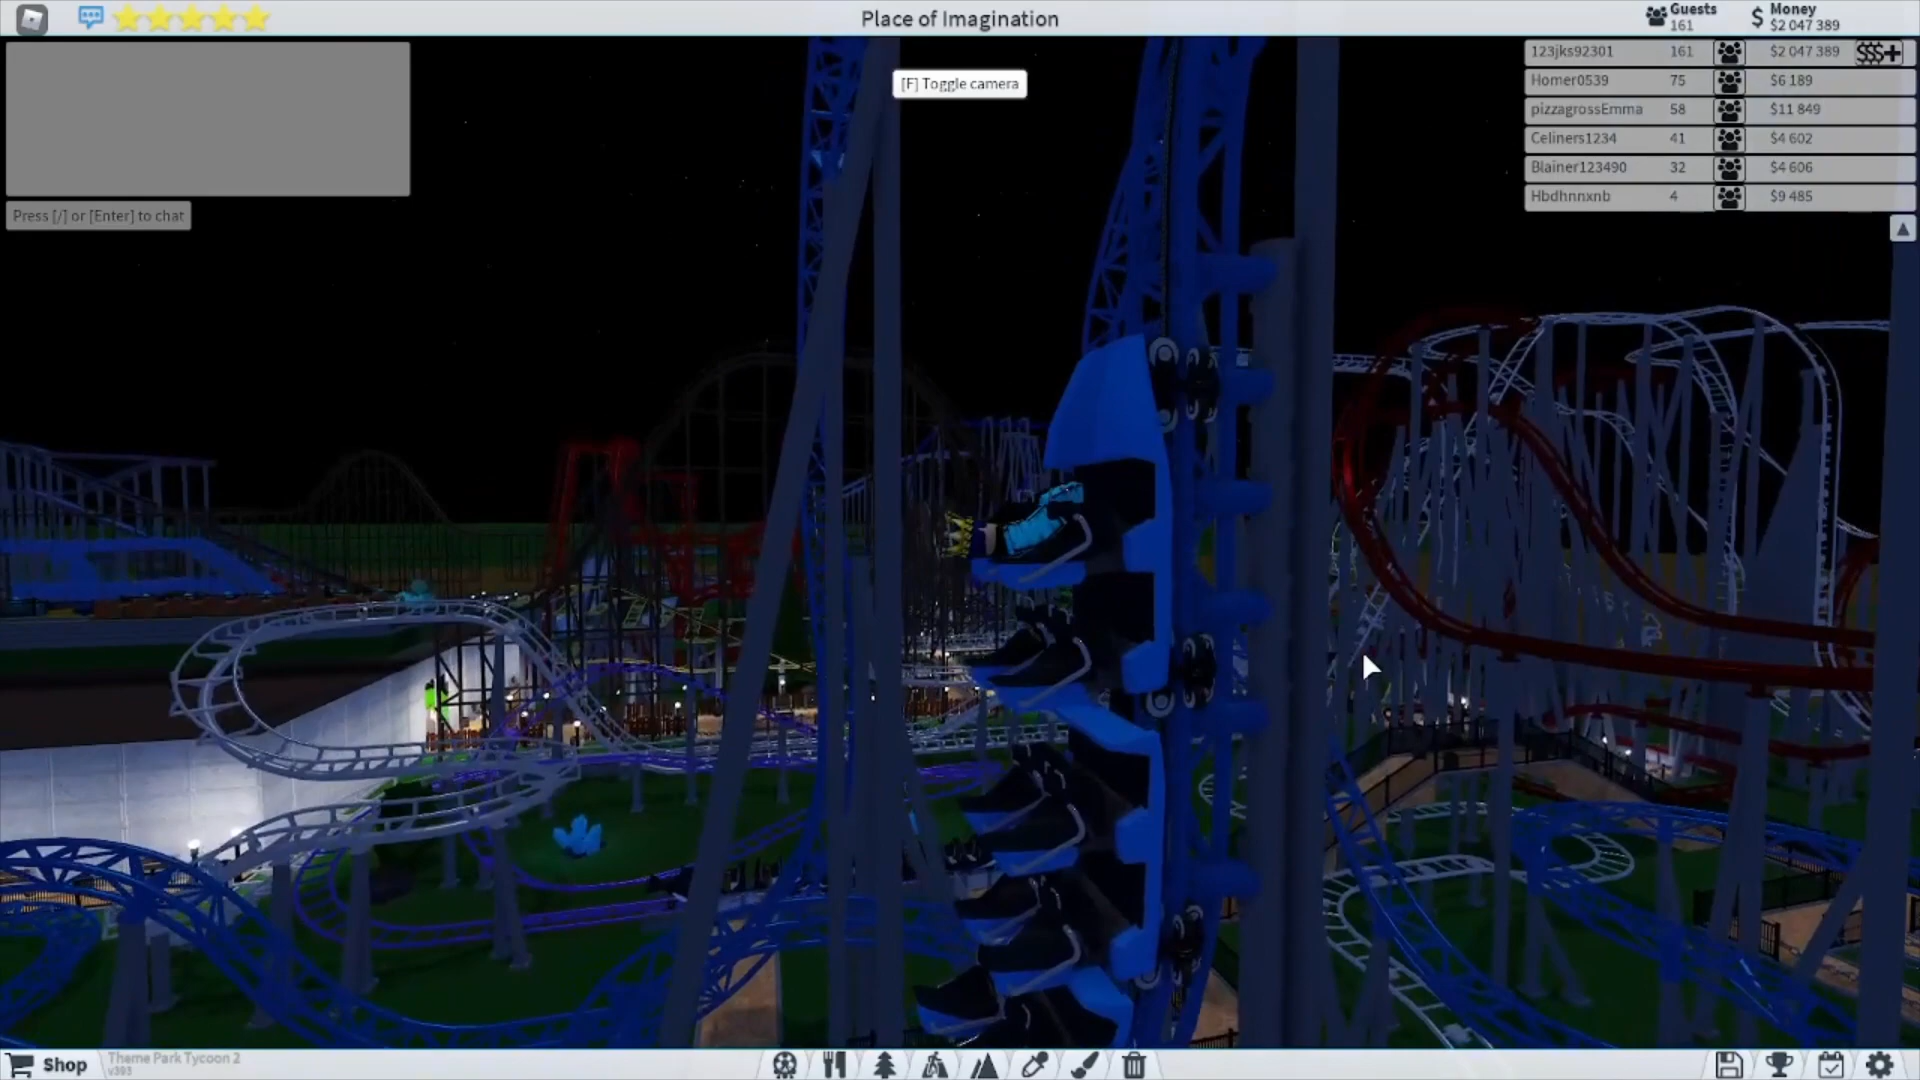 Place of Imagination
Guests
161
$ Money
$2 047 389
[F] Toggle camera
123jks92301 161 $2 047 389 $$$+
Homer0539 75 $6 189
pizzagrossEmma 58 $11 849
Celiners1234 41 $4 602
Blainer123490 32 $4 606
Hbdhnnxnb 4 $9 485
Press [/] or [Enter] to chat
Shop
Theme Park Tycoon 2
v393